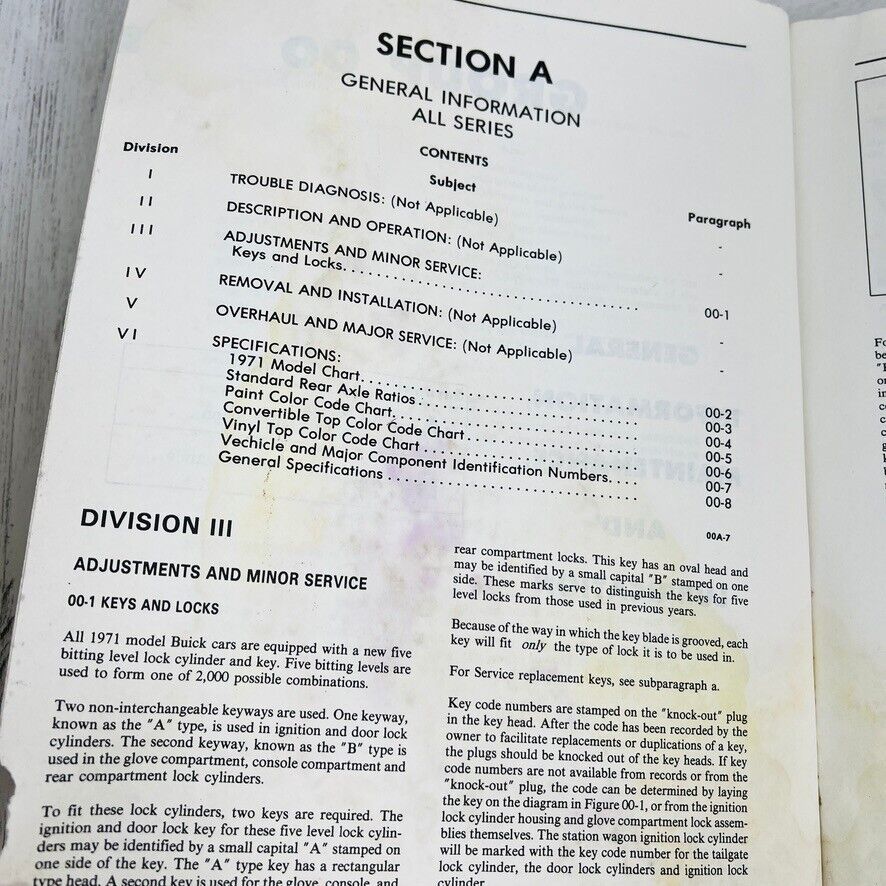 SECTION A
GENERAL INFORMATION
ALL SERIES
CONTENTS
Division Subject Paragraph
I TROUBLE DIAGNOSIS: (Not Applicable) -
II DESCRIPTION AND OPERATION: (Not Applicable) -
III ADJUSTMENTS AND MINOR SERVICE:
Keys and Locks. . . . . . . . . . . . . . . . . . . . . . . . . . . . 00-1
IV REMOVAL AND INSTALLATION: (Not Applicable) -
V OVERHAUL AND MAJOR SERVICE: (Not Applicable) -
VI SPECIFICATIONS:
1971 Model Chart. . . . . . . . . . . . . . . . . . . . . . . . . . 00-2
Standard Rear Axle Ratios . . . . . . . . . . . . . . . . . . . . 00-3
Paint Color Code Chart. . . . . . . . . . . . . . . . . . . . . . . 00-4
Convertible Top Color Code Chart . . . . . . . . . . . . . . . . 00-5
Vinyl Top Color Code Chart . . . . . . . . . . . . . . . . . . . . 00-6
Vechicle and Major Component Identification Numbers. . . . 00-7
General Specifications . . . . . . . . . . . . . . . . . . . . . . . 00-8
00A-7
DIVISION III
ADJUSTMENTS AND MINOR SERVICE
00-1 KEYS AND LOCKS
All 1971 model Buick cars are equipped with a new five
bitting level lock cylinder and key. Five bitting levels are
used to form one of 2,000 possible combinations.
Two non-interchangeable keyways are used. One keyway,
known as the "A" type, is used in ignition and door lock
cylinders. The second keyway, known as the "B" type is
used in the glove compartment, console compartment and
rear compartment lock cylinders.
To fit these lock cylinders, two keys are required. The
ignition and door lock key for these five level lock cylin-
ders may be identified by a small capital "A" stamped on
one side of the key. The "A" type key has a rectangular
type head. A second key is used for the glove, console, and
rear compartment locks. This key has an oval head and
may be identified by a small capital "B" stamped on one
side. These marks serve to distinguish the keys for five
level locks from those used in previous years.
Because of the way in which the key blade is grooved, each
key will fit only the type of lock it is to be used in.
For Service replacement keys, see subparagraph a.
Key code numbers are stamped on the "knock-out" plug
in the key head. After the code has been recorded by the
owner to facilitate replacements or duplications of a key,
the plugs should be knocked out of the key heads. If key
code numbers are not available from records or from the
"knock-out" plug, the code can be determined by laying
the key on the diagram in Figure 00-1, or from the ignition
lock cylinder housing and glove compartment lock assem-
blies themselves. The station wagon ignition lock cylinder
will be marked with the key code number for the tailgate
lock cylinder, the door lock cylinders and ignition lock
cylinder.